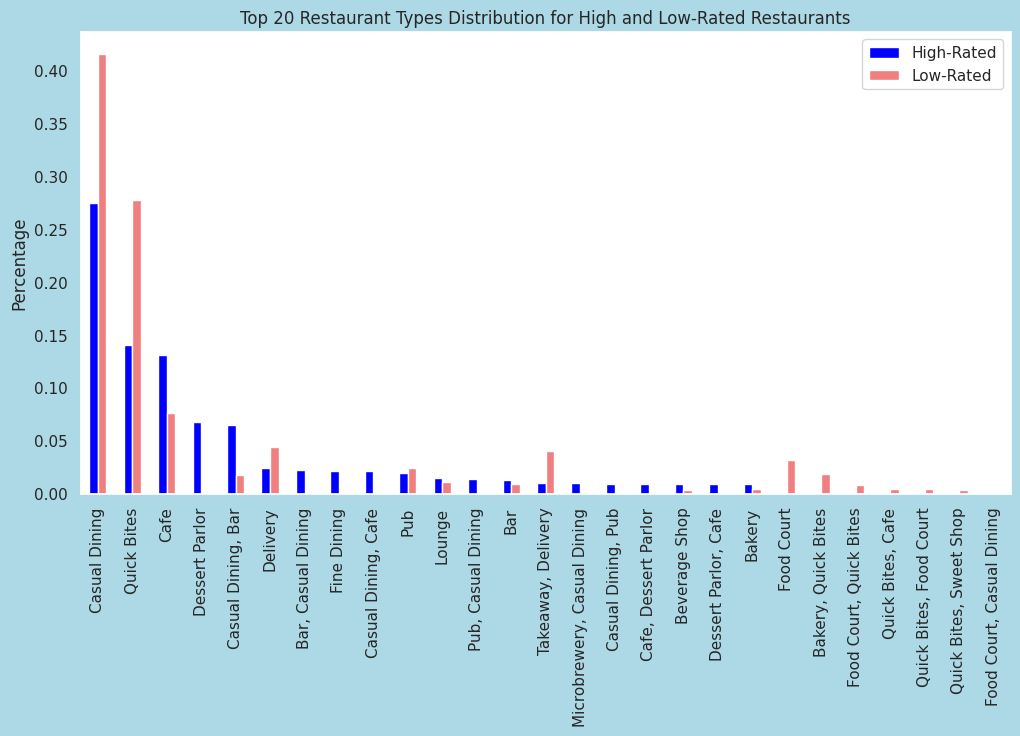 Top 20 Restaurant Types Distribution for High and Low-Rated Restaurants
High-Rated
Low-Rated
Percentage
0.40
0.35
0.30
0.25
0.20
0.15
0.10
0.05
0.00
Casual Dining
Quick Bites
Cafe
Dessert Parlor
Casual Dining, Bar
Delivery
Bar, Casual Dining
Fine Dining
Casual Dining, Cafe
Pub
Lounge
Pub, Casual Dining
Bar
Takeaway, Delivery
Microbrewery, Casual Dining
Casual Dining, Pub
Cafe, Dessert Parlor
Beverage Shop
Dessert Parlor, Cafe
Bakery
Food Court
Bakery, Quick Bites
Food Court, Quick Bites
Quick Bites, Cafe
Quick Bites, Food Court
Quick Bites, Sweet Shop
Food Court, Casual Dining